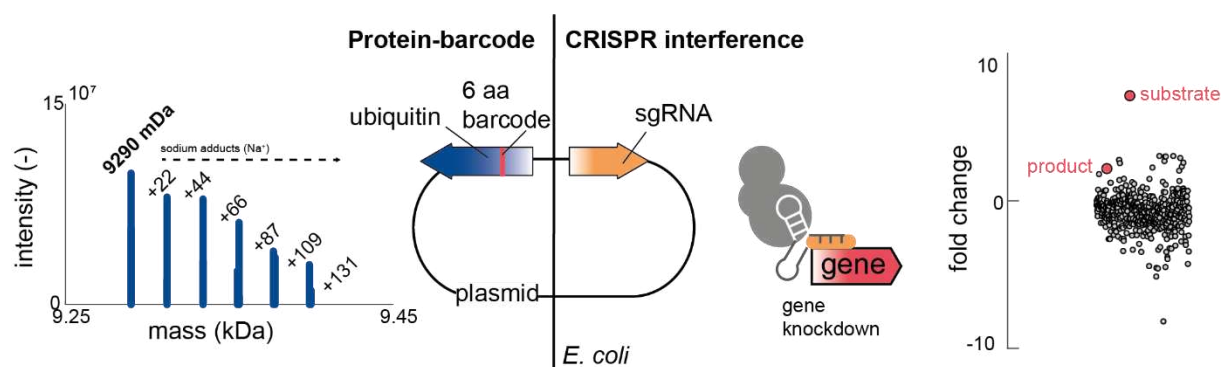 Protein-barcode
CRISPR interference
15 10⁷
intensity (-)
0
9.25
mass (kDa)
9.45
9290 mDa
sodium adducts (Na⁺)
+22
+44
+66
+87
+109
+131
6 aa
barcode
ubiquitin
sgRNA
plasmid
E. coli
gene
gene
knockdown
10
fold change
0
-10
substrate
product